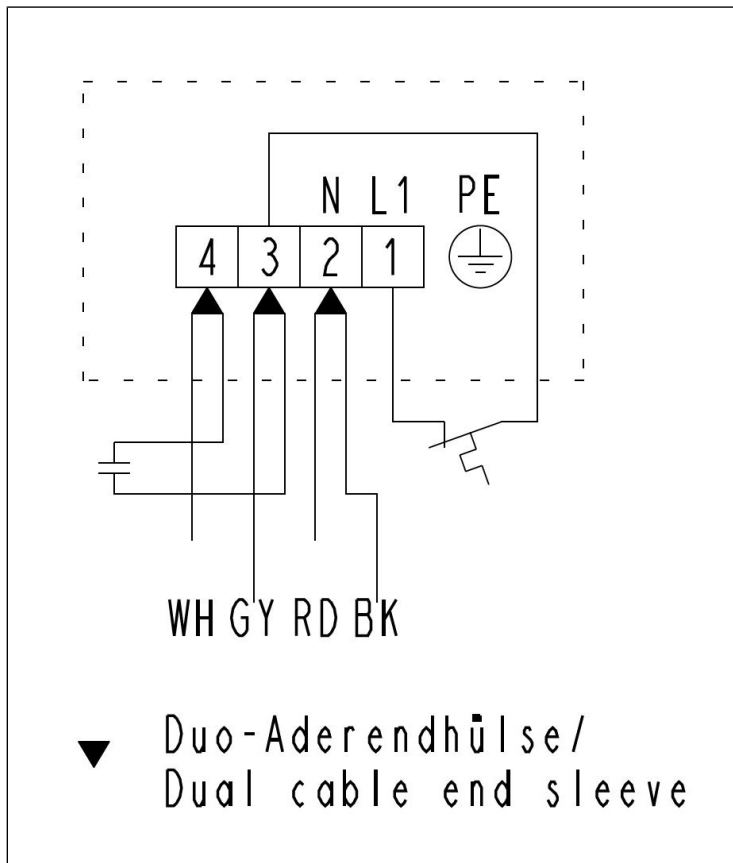 N L1 PE
4 3 2 1
WH GY RD BK
Duo-Aderendhülse/
Dual cable end sleeve